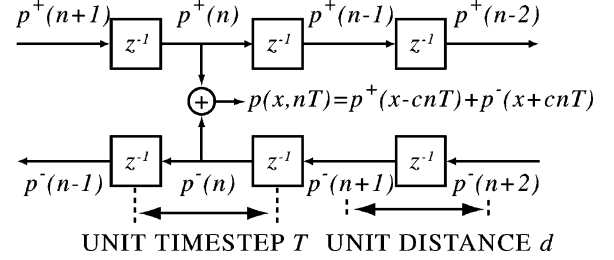 p⁺(n+1) p⁺(n) p⁺(n-1) p⁺(n-2)
z⁻¹ z⁻¹ z⁻¹
+ p(x,nT)=p⁺(x-cnT)+p⁻(x+cnT)
z⁻¹ z⁻¹ z⁻¹
p⁻(n-1) p⁻(n) p⁻(n+1) p⁻(n+2)
UNIT TIMESTEP T UNIT DISTANCE d